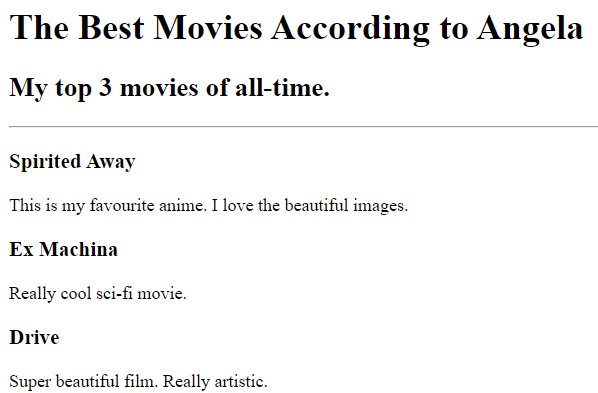 The Best Movies According to Angela
My top 3 movies of all-time.
Spirited Away
This is my favourite anime. I love the beautiful images.
Ex Machina
Really cool sci-fi movie.
Drive
Super beautiful film. Really artistic.